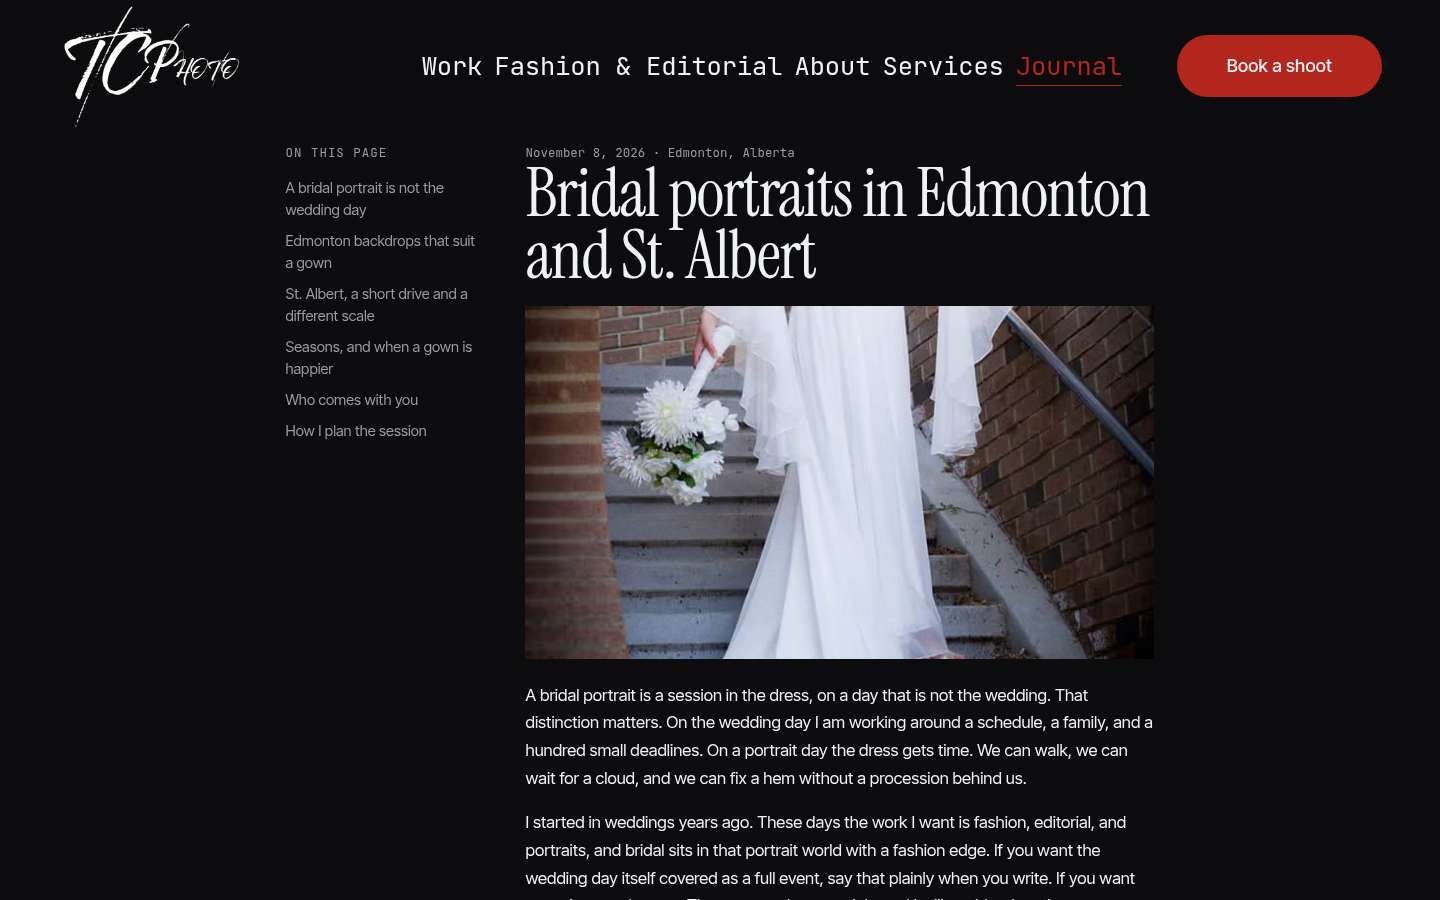 TCPHOTO
Work Fashion & Editorial About Services Journal
Book a shoot
ON THIS PAGE
A bridal portrait is not the
wedding day
Edmonton backdrops that suit
a gown
St. Albert, a short drive and a
different scale
Seasons, and when a gown is
happier
Who comes with you
How I plan the session
November 8, 2026 · Edmonton, Alberta
Bridal portraits in Edmonton
and St. Albert
A bridal portrait is a session in the dress, on a day that is not the wedding. That
distinction matters. On the wedding day I am working around a schedule, a family, and a
hundred small deadlines. On a portrait day the dress gets time. We can walk, we can
wait for a cloud, and we can fix a hem without a procession behind us.
I started in weddings years ago. These days the work I want is fashion, editorial, and
portraits, and bridal sits in that portrait world with a fashion edge. If you want the
wedding day itself covered as a full event, say that plainly when you write. If you want